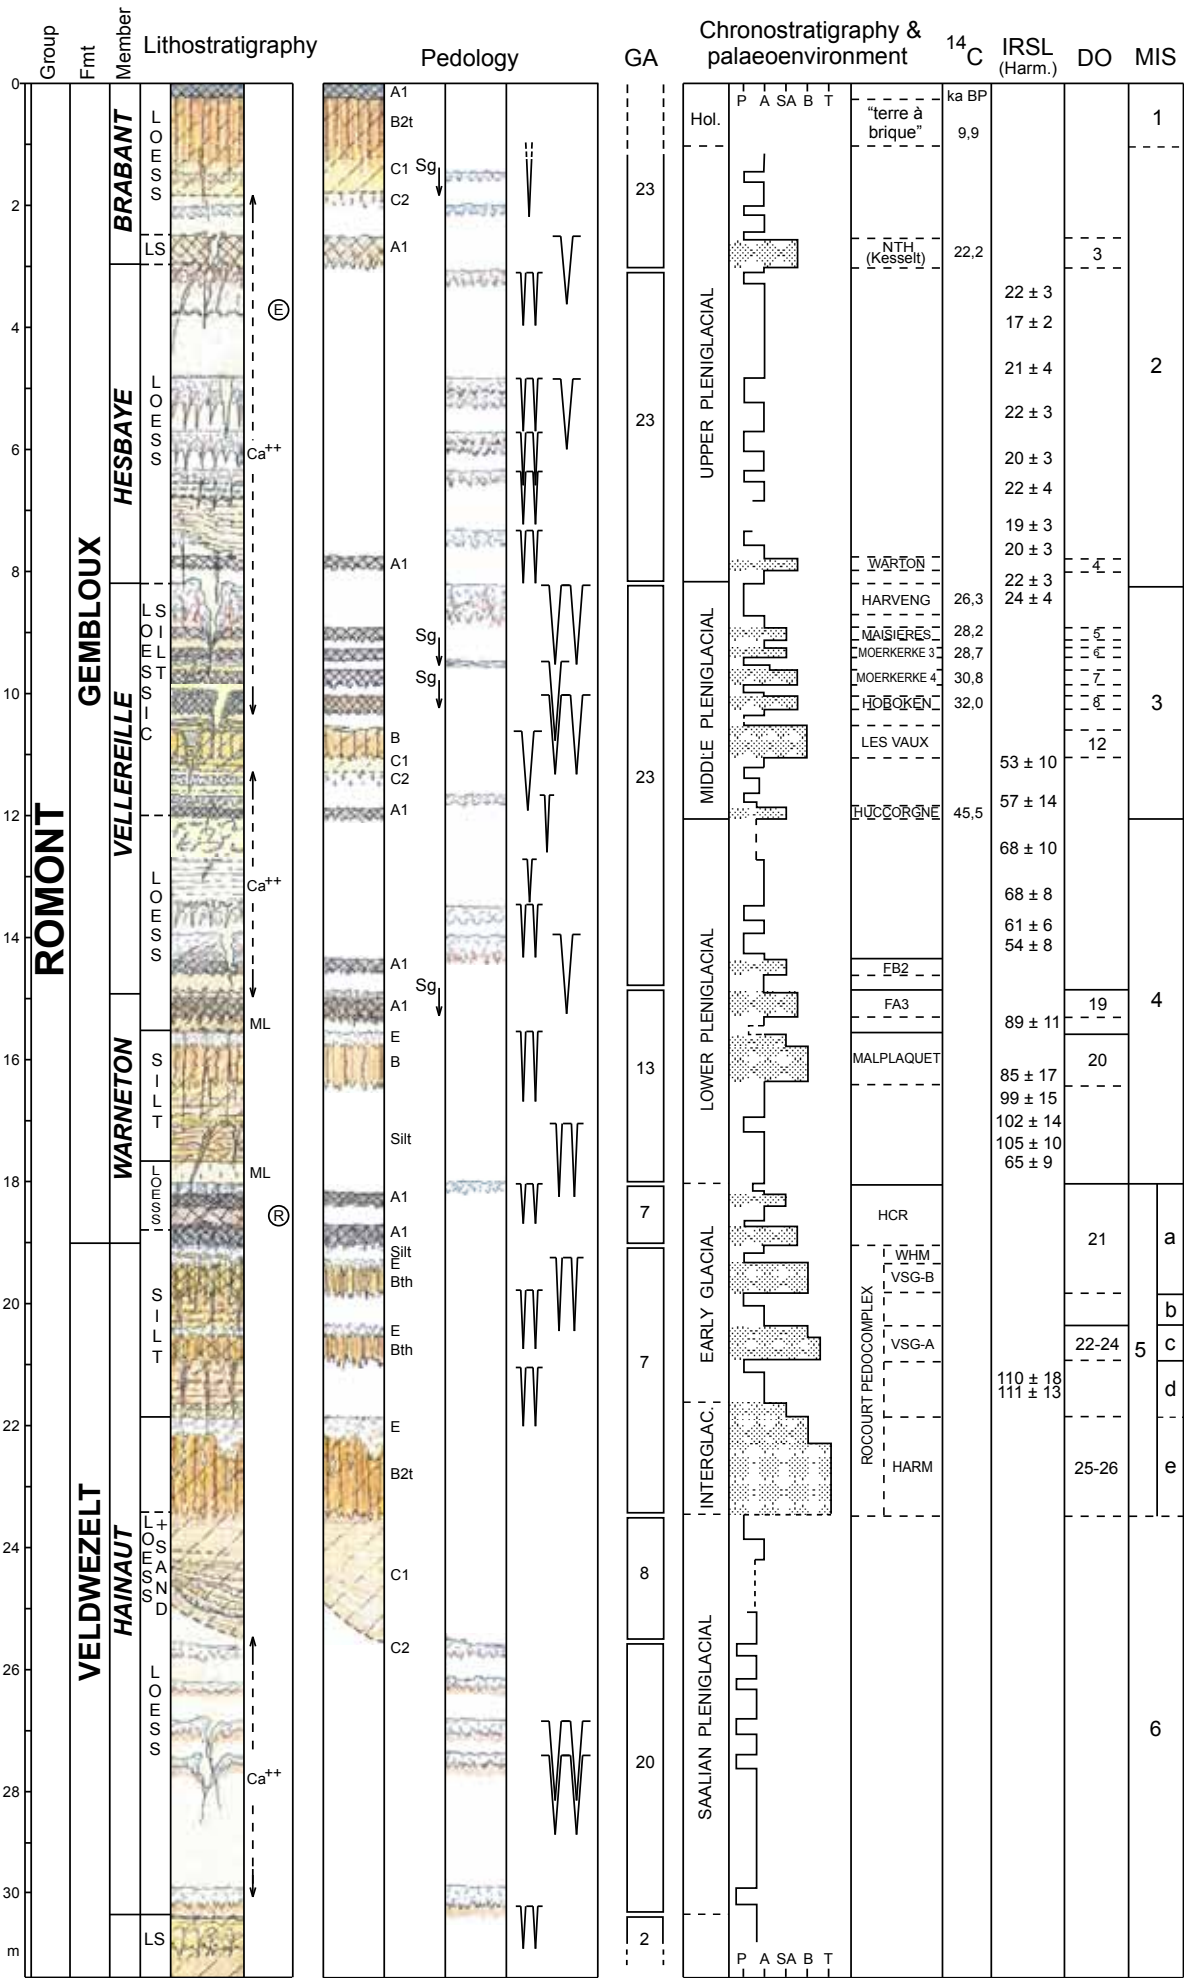 Group
Fmt
Member
Lithostratigraphy
Pedology
GA
Chronostratigraphy &
palaeoenvironment
14C
IRSL
(Harm.)
DO
MIS
0
2
4
6
8
10
12
14
16
18
20
22
24
26
28
30
m
ROMONT
GEMBLOUX
VELDWEZELT
BRABANT
HESBAYE
VELLEREILLE
WARNETON
HAINAUT
LOESS
LS
LOESS
LOESSIC
SILT
LOESS
SILT
LOESS
SILT
LOESS
+SAND
LOESS
LS
E
Ca++
Ca++
ML
ML
R
Ca++
A1
B2t
C1
C2
A1
A1
B
C1
C2
A1
A1
A1
E
B
Silt
A1
A1
Silt
E
Bth
E
Bth
E
B2t
C1
C2
Sg
Sg
Sg
Sg
23
23
23
13
7
7
8
20
2
Hol.
UPPER PLENIGLACIAL
MIDDLE PLENIGLACIAL
LOWER PLENIGLACIAL
EARLY GLACIAL
INTERGLAC.
SAALIAN PLENIGLACIAL
P A SA B T
P A SA B T
"terre à
brique"
NTH
(Kesselt)
WARTON
HARVENG
MAISIERES
MOERKERKE 3
MOERKERKE 4
HOBOKEN
LES VAUX
HUCCORGNE
FB2
FA3
MALPLAQUET
HCR
ROCOURT PEDOCOMPLEX
WHM
VSG-B
VSG-A
HARM
ka BP
9,9
22,2
26,3
28,2
28,7
30,8
32,0
45,5
22 ± 3
17 ± 2
21 ± 4
22 ± 3
20 ± 3
22 ± 4
19 ± 3
20 ± 3
22 ± 3
24 ± 4
53 ± 10
57 ± 14
68 ± 10
68 ± 8
61 ± 6
54 ± 8
89 ± 11
85 ± 17
99 ± 15
102 ± 14
105 ± 10
65 ± 9
110 ± 18
111 ± 13
3
4
5
6
7
8
12
19
20
21
22-24
25-26
1
2
3
4
5
a
b
c
d
e
6